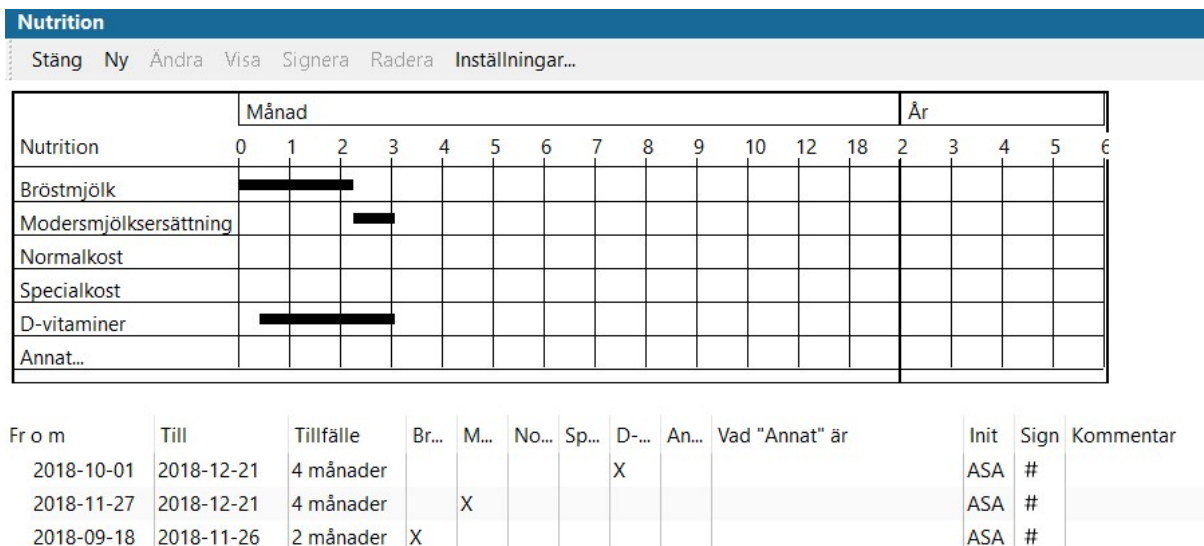 Nutrition
Stäng Ny Ändra Visa Signera Radera Inställningar...
Månad År
Nutrition 0 1 2 3 4 5 6 7 8 9 10 12 18 2 3 4 5 6
Bröstmjölk
Modersmjölksersättning
Normalkost
Specialkost
D-vitaminer
Annat...
Fr o m Till Tillfälle Br... M... No... Sp... D-... An... Vad "Annat" är Init Sign Kommentar
2018-10-01 2018-12-21 4 månader X ASA #
2018-11-27 2018-12-21 4 månader X ASA #
2018-09-18 2018-11-26 2 månader X ASA #